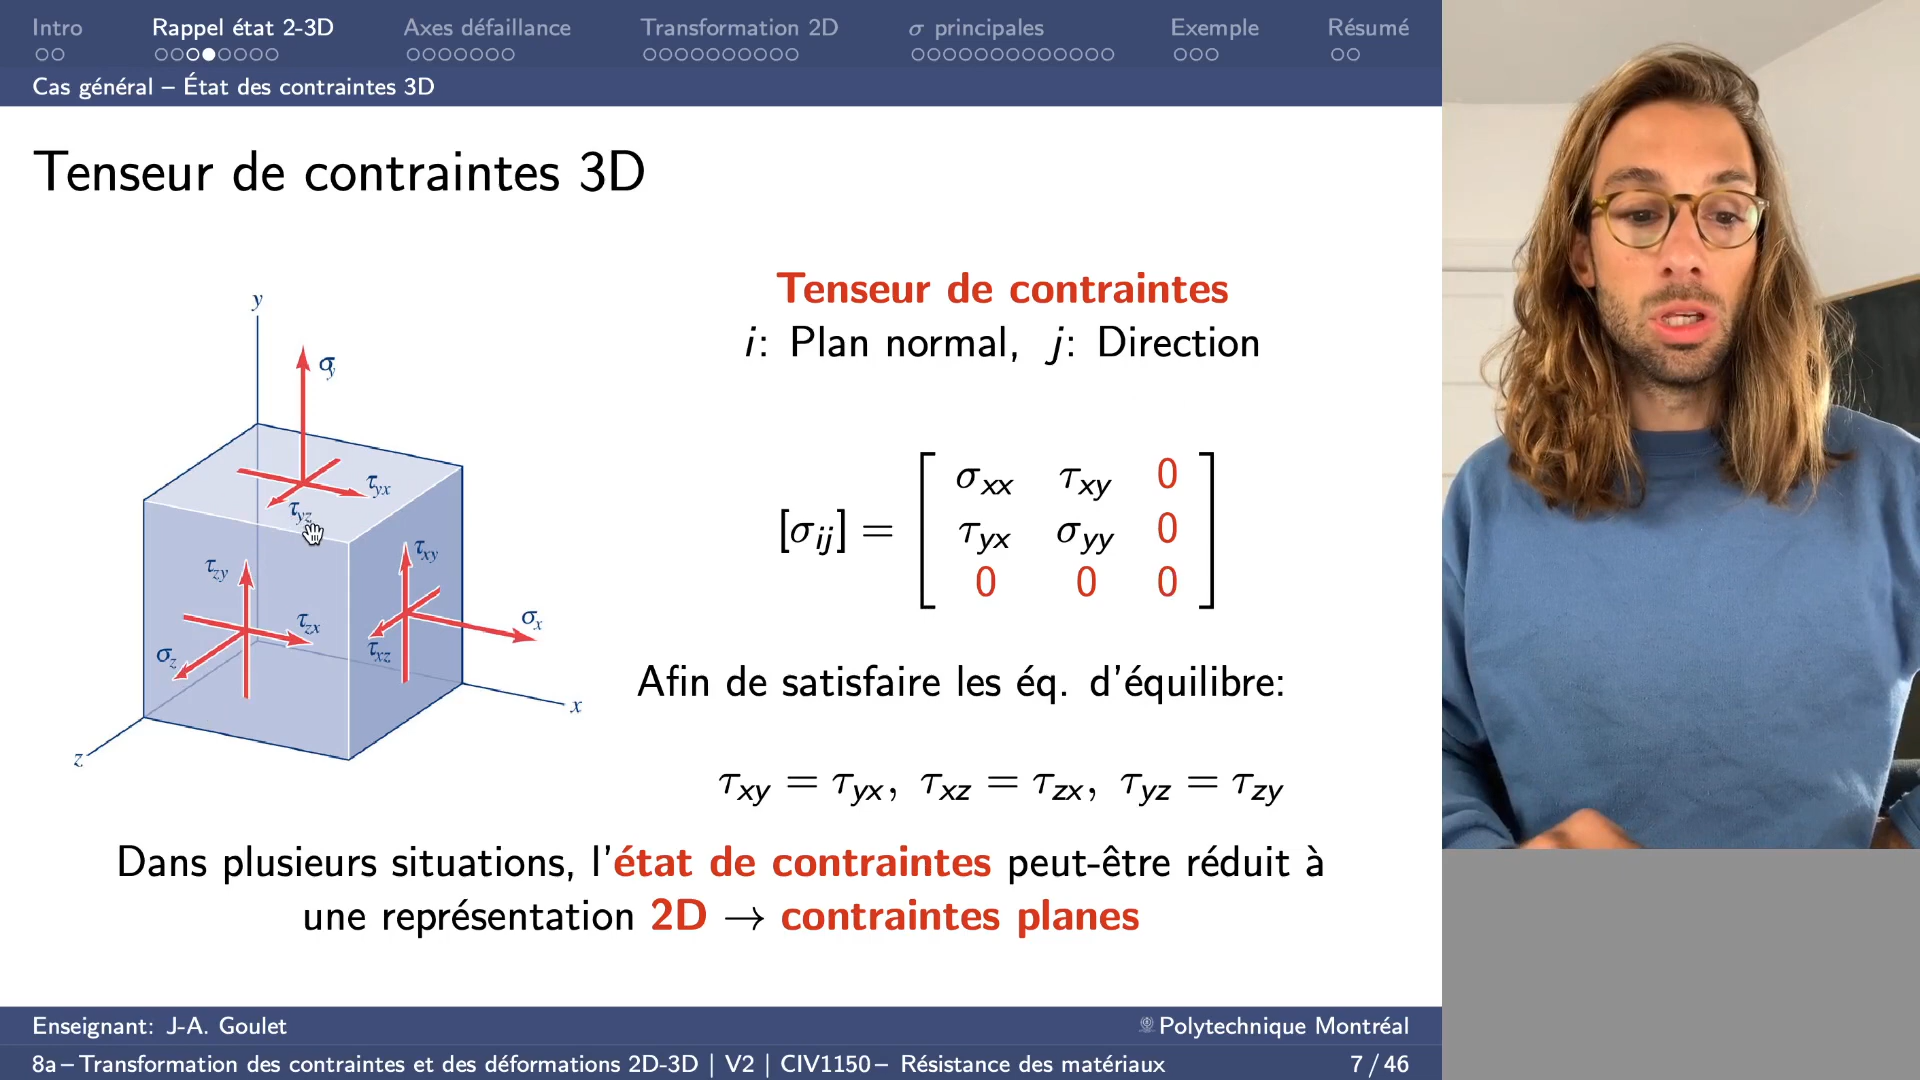 Intro
Rappel état 2-3D
Axes défaillance
Transformation 2D
σ principales
Exemple
Résumé
Cas général – État des contraintes 3D
Tenseur de contraintes 3D
Tenseur de contraintes
i: Plan normal, j: Direction
y
σy
τyx
τyz
τzy
τxy
τzx
σx
σz
τxz
x
z
[σij] =
σxx τxy 0
τyx σyy 0
0 0 0
Afin de satisfaire les éq. d'équilibre:
τxy = τyx, τxz = τzx, τyz = τzy
Dans plusieurs situations, l'état de contraintes peut-être réduit à
une représentation 2D → contraintes planes
Enseignant: J-A. Goulet
Polytechnique Montréal
8a – Transformation des contraintes et des déformations 2D-3D | V2 | CIV1150 – Résistance des matériaux
7 / 46